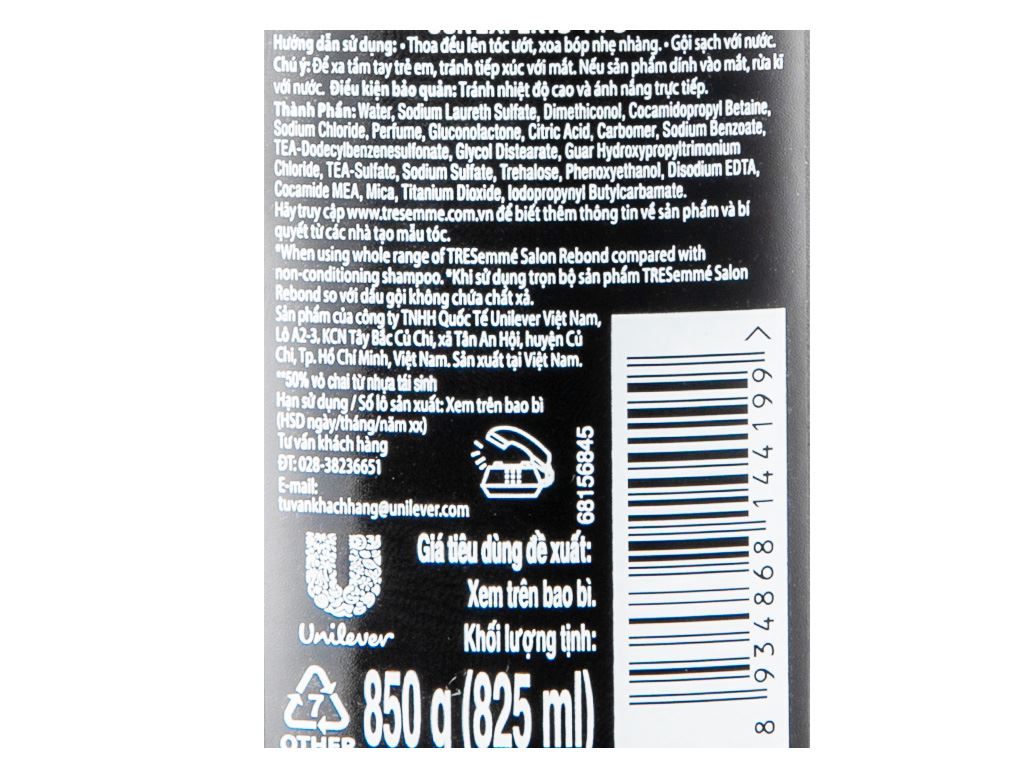 Hướng dẫn sử dụng: • Thoa đều lên tóc ướt, xoa bóp nhẹ nhàng. • Gội sạch với nước.
Chú ý: Để xa tầm tay trẻ em, tránh tiếp xúc với mắt. Nếu sản phẩm dính vào mắt, rửa kĩ
với nước. Điều kiện bảo quản: Tránh nhiệt độ cao và ánh nắng trực tiếp.
Thành Phần: Water, Sodium Laureth Sulfate, Dimethiconol, Cocamidopropyl Betaine,
Sodium Chloride, Perfume, Gluconolactone, Citric Acid, Carbomer, Sodium Benzoate,
TEA-Dodecylbenzenesulfonate, Glycol Distearate, Guar Hydroxypropyltrimonium
Chloride, TEA-Sulfate, Sodium Sulfate, Trehalose, Phenoxyethanol, Disodium EDTA,
Cocamide MEA, Mica, Titanium Dioxide, Iodopropynyl Butylcarbamate.
Hãy truy cập www.tresemme.com.vn để biết thêm thông tin về sản phẩm và bí
quyết từ các nhà tạo mẫu tóc.
*When using whole range of TRESemmé Salon Rebond compared with
non-conditioning shampoo. *Khi sử dụng trọn bộ sản phẩm TRESemmé Salon
Rebond so với dầu gội không chứa chất xả.
Sản phẩm của công ty TNHH Quốc Tế Unilever Việt Nam,
Lô A2-3, KCN Tây Bắc Củ Chi, xã Tân An Hội, huyện Củ
Chi, Tp. Hồ Chí Minh, Việt Nam. Sản xuất tại Việt Nam.
**50% vỏ chai từ nhựa tái sinh
Hạn sử dụng / Số lô sản xuất: Xem trên bao bì
(HSD ngày/tháng/năm xx)
Tư vấn khách hàng
ĐT: 028-38236651
E-mail:
tuvankhachhang@unilever.com
68156845
Giá tiêu dùng đề xuất:
Xem trên bao bì.
Unilever
Khối lượng tịnh:
7
OTHER
850 g (825 ml)
8 934868 144199 >